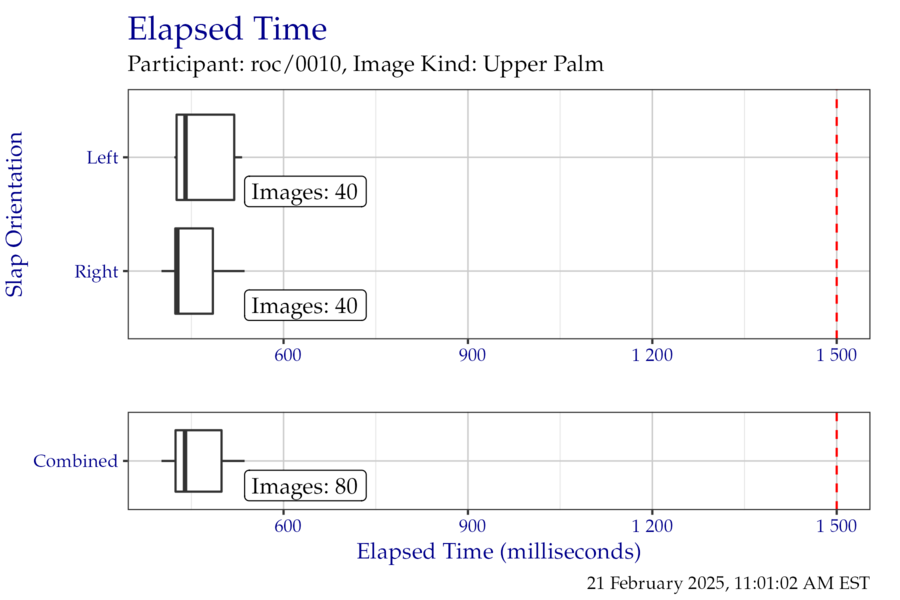 Elapsed Time
Participant: roc/0010, Image Kind: Upper Palm
Slap Orientation
Left
Images: 40
Right
Images: 40
600 900 1 200 1 500
Combined
Images: 80
600 900 1 200 1 500
Elapsed Time (milliseconds)
21 February 2025, 11:01:02 AM EST